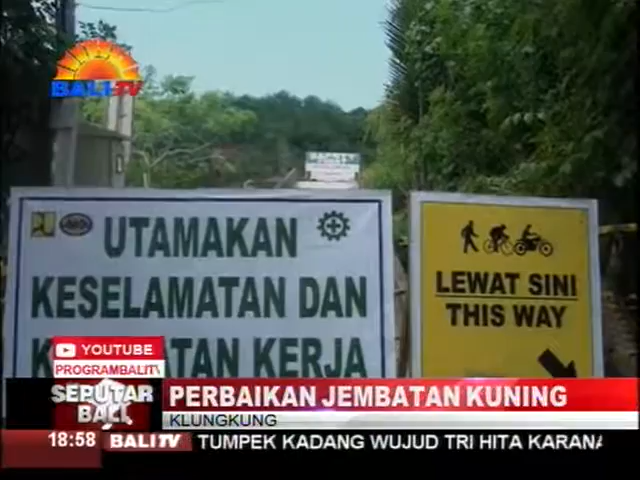 BALI TV
UTAMAKAN
KESELAMATAN DAN
KERJA
LEWAT SINI
THIS WAY
YOUTUBE
PROGRAMBALITV
SEPUTAR
BALI
PERBAIKAN JEMBATAN KUNING
KLUNGKUNG
18:58 BALI TV TUMPEK KADANG WUJUD TRI HITA KARANA